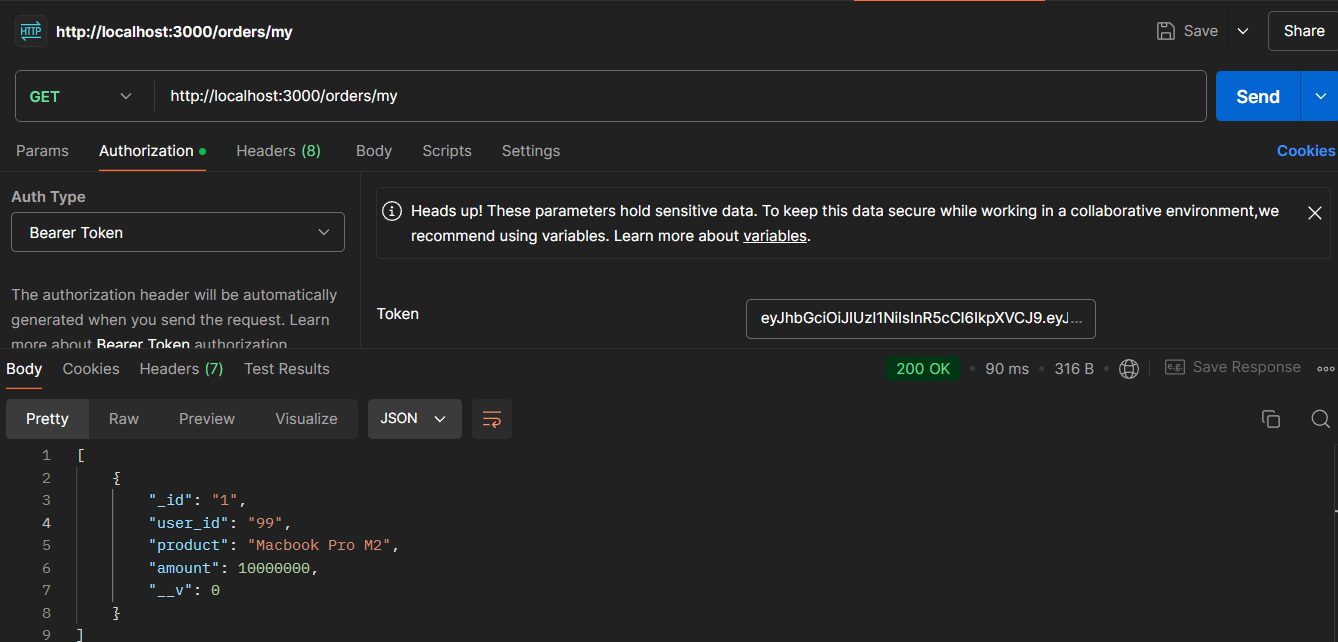 HTTP http://localhost:3000/orders/my Save Share
GET http://localhost:3000/orders/my Send
Params Authorization Headers (8) Body Scripts Settings Cookies
Auth Type
Bearer Token
The authorization header will be automatically
generated when you send the request. Learn
more about Bearer Token authorization.
Heads up! These parameters hold sensitive data. To keep this data secure while working in a collaborative environment,we
recommend using variables. Learn more about variables.
Token eyJhbGciOiJIUzI1NiIsInR5cCI6IkpXVCJ9.eyJ...
Body Cookies Headers (7) Test Results 200 OK • 90 ms • 316 B • e.g. Save Response
Pretty Raw Preview Visualize JSON
1 [
2 {
3 "_id": "1",
4 "user_id": "99",
5 "product": "Macbook Pro M2",
6 "amount": 10000000,
7 "__v": 0
8 }
9 ]